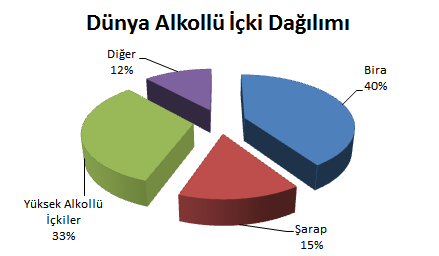 Dünya Alkollü İçki Dağılımı
Diğer
12%
Bira
40%
Yüksek Alkollü
İçkiler
33%
Şarap
15%